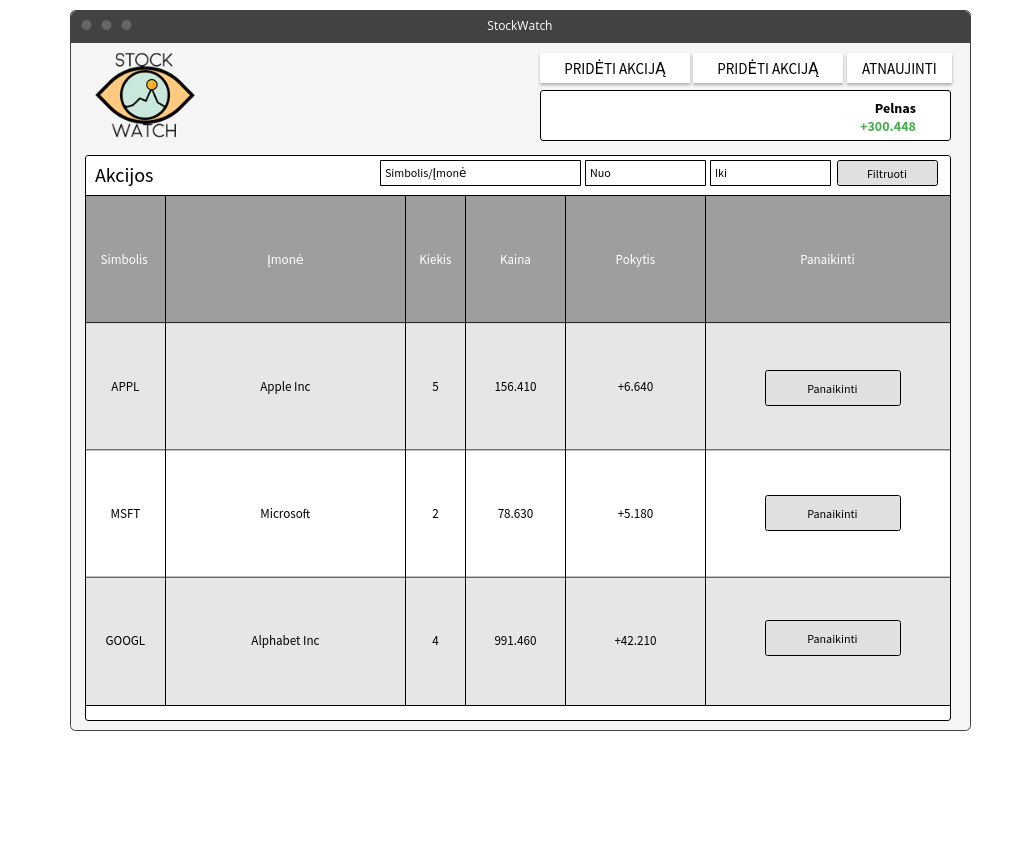 StockWatch
STOCK
WATCH
PRIDĖTI AKCIJĄ PRIDĖTI AKCIJĄ ATNAUJINTI
Pelnas
+300.448
Akcijos Simbolis/Įmonė Nuo Iki Filtruoti
Simbolis Įmonė Kiekis Kaina Pokytis Panaikinti
APPL Apple Inc 5 156.410 +6.640 Panaikinti
MSFT Microsoft 2 78.630 +5.180 Panaikinti
GOOGL Alphabet Inc 4 991.460 +42.210 Panaikinti